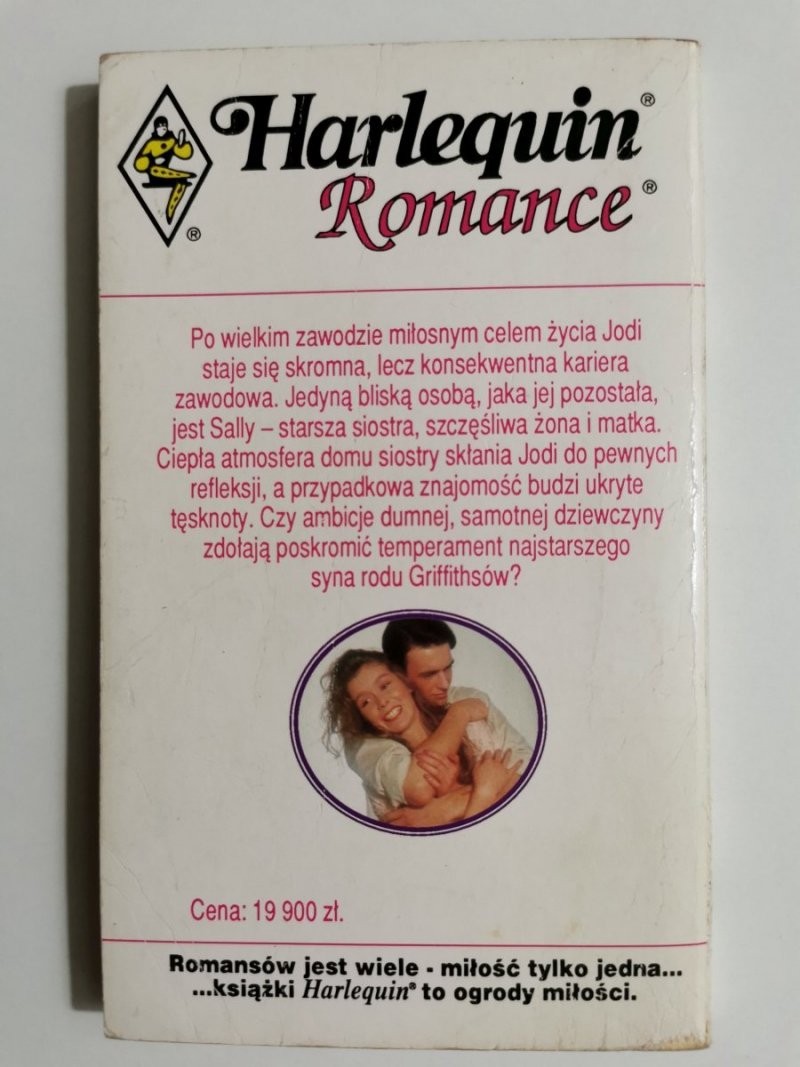 Harlequin®
Romance®
®
Po wielkim zawodzie miłosnym celem życia Jodi
staje się skromna, lecz konsekwentna kariera
zawodowa. Jedyną bliską osobą, jaka jej pozostała,
jest Sally – starsza siostra, szczęśliwa żona i matka.
Ciepła atmosfera domu siostry skłania Jodi do pewnych
refleksji, a przypadkowa znajomość budzi ukryte
tęsknoty. Czy ambicje dumnej, samotnej dziewczyny
zdołają poskromić temperament najstarszego
syna rodu Griffithsów?
Cena: 19 900 zł.
Romansów jest wiele - miłość tylko jedna...
...książki Harlequin® to ogrody miłości.